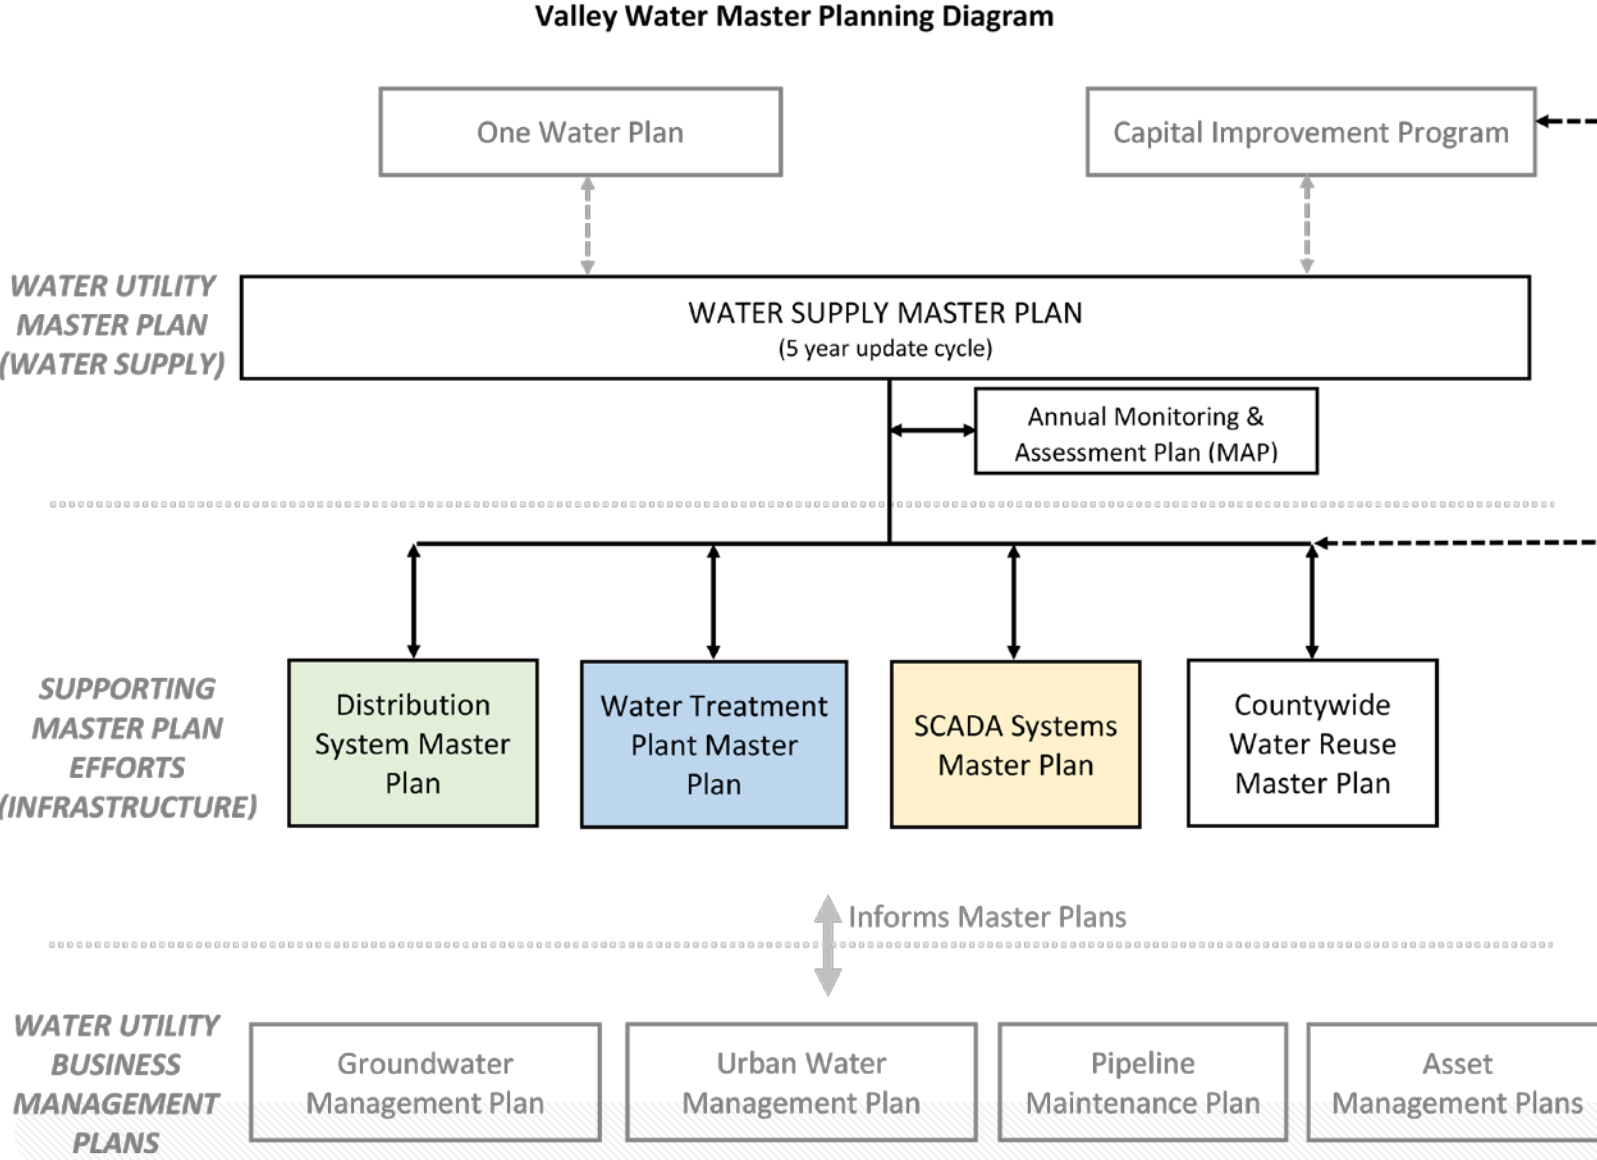 Valley Water Master Planning Diagram
One Water Plan
Capital Improvement Program
WATER UTILITY
MASTER PLAN
(WATER SUPPLY)
WATER SUPPLY MASTER PLAN
(5 year update cycle)
Annual Monitoring &
Assessment Plan (MAP)
SUPPORTING
MASTER PLAN
EFFORTS
(INFRASTRUCTURE)
Distribution
System Master
Plan
Water Treatment
Plant Master
Plan
SCADA Systems
Master Plan
Countywide
Water Reuse
Master Plan
Informs Master Plans
WATER UTILITY
BUSINESS
MANAGEMENT
PLANS
Groundwater
Management Plan
Urban Water
Management Plan
Pipeline
Maintenance Plan
Asset
Management Plans